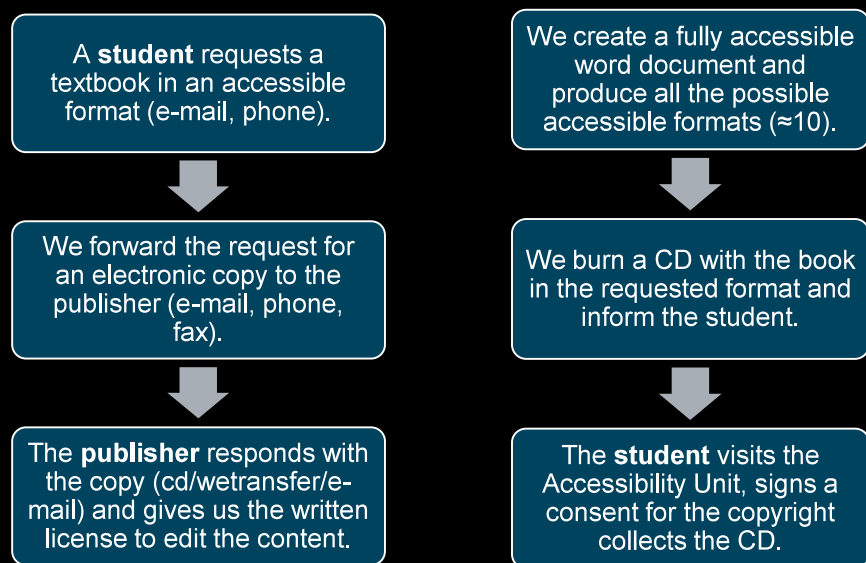 A student requests a
textbook in an accessible
format (e-mail, phone).
We forward the request for
an electronic copy to the
publisher (e-mail, phone,
fax).
The publisher responds with
the copy (cd/wetransfer/e-
mail) and gives us the written
license to edit the content.
We create a fully accessible
word document and
produce all the possible
accessible formats (≈10).
We burn a CD with the book
in the requested format and
inform the student.
The student visits the
Accessibility Unit, signs a
consent for the copyright
collects the CD.